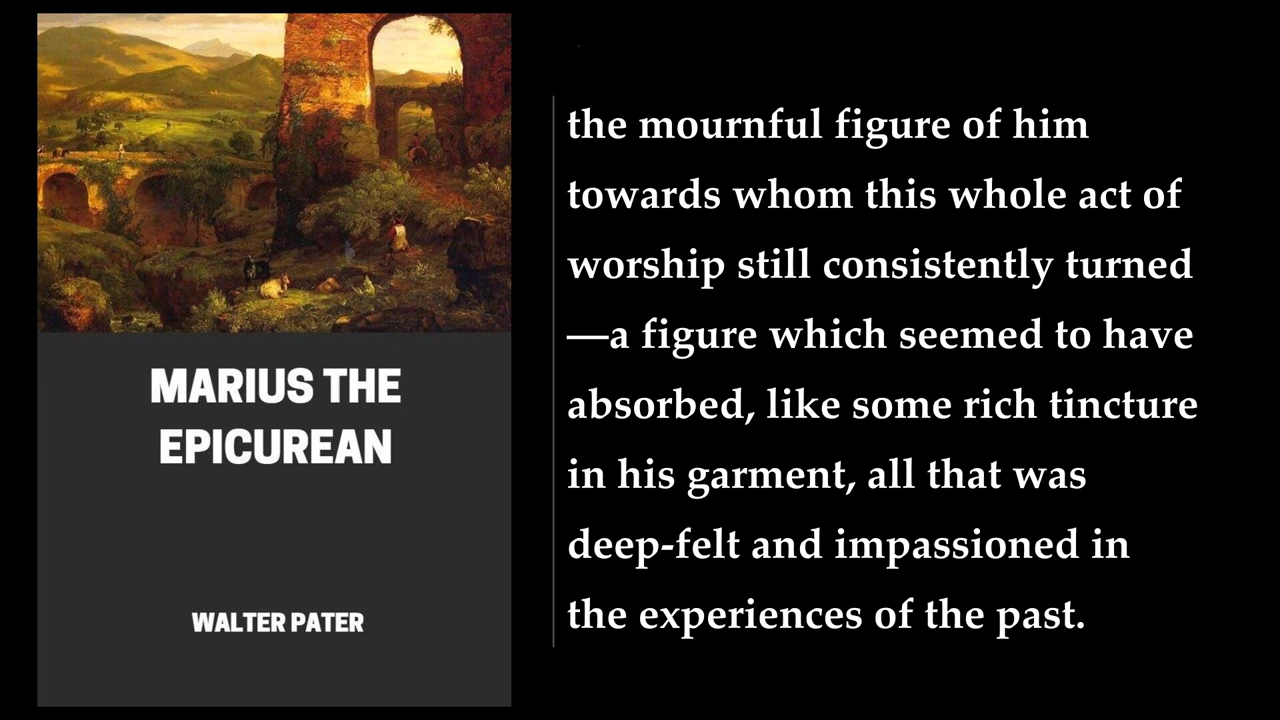 MARIUS THE
EPICUREAN
WALTER PATER
the mournful figure of him
towards whom this whole act of
worship still consistently turned
—a figure which seemed to have
absorbed, like some rich tincture
in his garment, all that was
deep-felt and impassioned in
the experiences of the past.